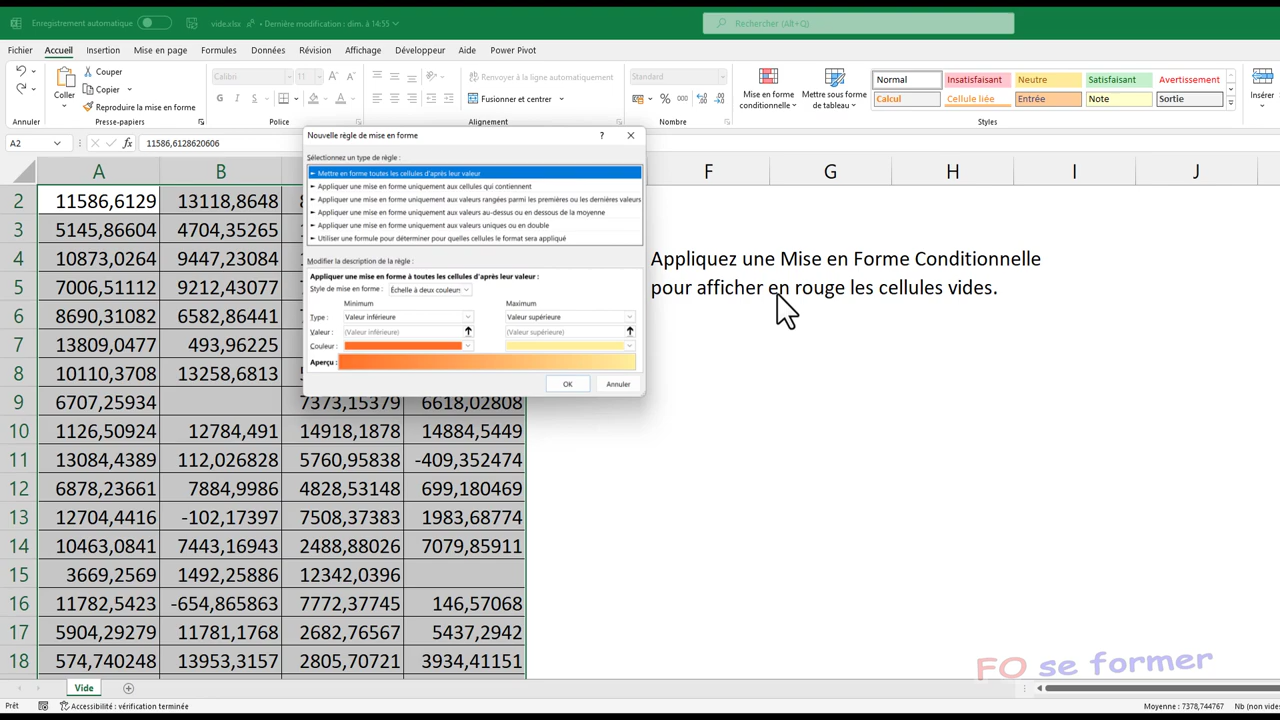 Enregistrement automatique
vide.xlsx • Dernière modification : dim. à 14:55
Rechercher (Alt+Q)
Fichier Accueil Insertion Mise en page Formules Données Révision Affichage Développeur Aide Power Pivot
Annuler
Coller
Couper
Copier
Reproduire la mise en forme
Presse-papiers
Calibri 11
G I S
Police
Renvoyer à la ligne automatiquement
Fusionner et centrer
Alignement
Standard
% 000
Nombre
Mise en forme
conditionnelle
Mettre sous forme
de tableau
Normal Insatisfaisant Neutre Satisfaisant Avertissement
Calcul Cellule liée Entrée Note Sortie
Styles
Insérer
A2 fx 11586,6128620606
A B F G H I J
2 11586,6129 13118,8648
3 5145,86604 4704,35265
4 10873,0264 9447,23084
5 7006,51112 9212,43077
6 8690,31082 6582,86441
7 13809,0477 493,96225
8 10110,3708 13258,6813
9 6707,25934 7373,15379 6618,02808
10 1126,50924 12784,491 14918,1878 14884,5449
11 13084,4389 112,026828 5760,95838 -409,352474
12 6878,23661 7884,9986 4828,53148 699,180469
13 12704,4416 -102,17397 7508,37383 1983,68774
14 10463,0841 7443,16943 2488,88026 7079,85911
15 3669,2569 1492,25886 12342,0396
16 11782,5423 -654,865863 7772,37745 146,57068
17 5904,29279 11781,1768 2682,76567 5437,2942
18 574,740248 13953,3157 2805,70721 3934,41151
Nouvelle règle de mise en forme ?
Sélectionnez un type de règle :
► Mettre en forme toutes les cellules d'après leur valeur
► Appliquer une mise en forme uniquement aux cellules qui contiennent
► Appliquer une mise en forme uniquement aux valeurs rangées parmi les premières ou les dernières valeurs
► Appliquer une mise en forme uniquement aux valeurs au-dessus ou en dessous de la moyenne
► Appliquer une mise en forme uniquement aux valeurs uniques ou en double
► Utiliser une formule pour déterminer pour quelles cellules le format sera appliqué
Modifier la description de la règle :
Appliquer une mise en forme à toutes les cellules d'après leur valeur :
Style de mise en forme : Échelle à deux couleurs
Minimum Maximum
Type : Valeur inférieure Valeur supérieure
Valeur : (Valeur inférieure) (Valeur supérieure)
Couleur :
Aperçu :
OK Annuler
Appliquez une Mise en Forme Conditionnelle
pour afficher en rouge les cellules vides.
FO se former
Vide
Prêt Accessibilité : vérification terminée
Moyenne : 7378,744767 Nb (non vides